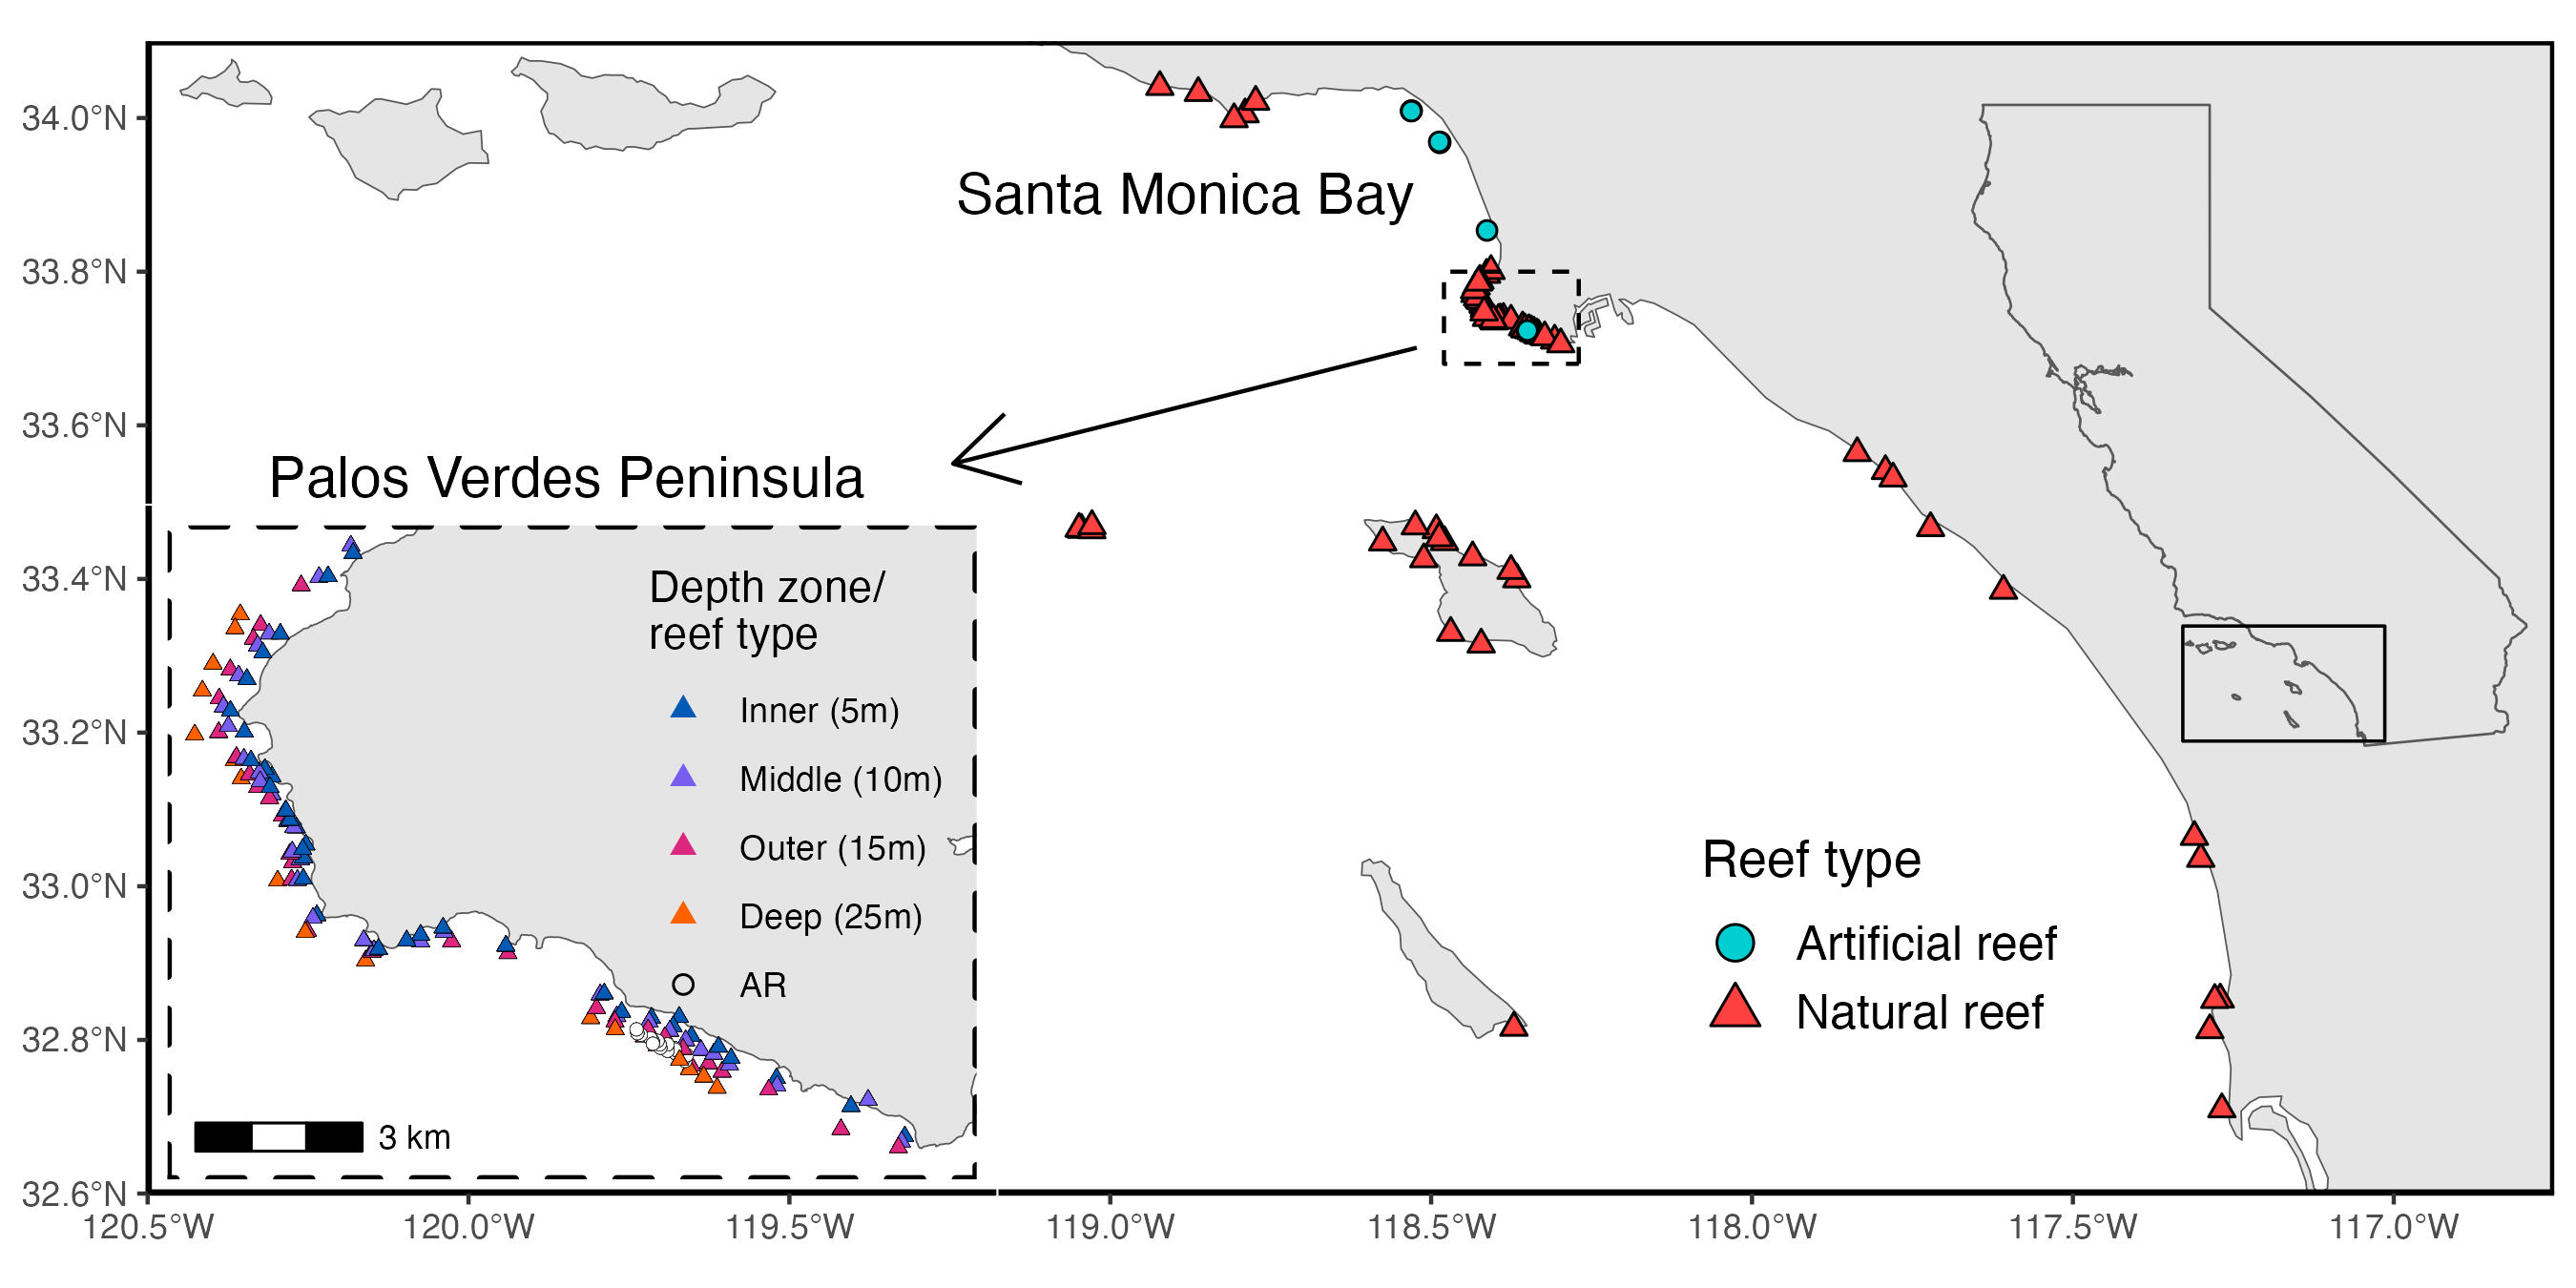 34.0°N
33.8°N
33.6°N
33.4°N
33.2°N
33.0°N
32.8°N
32.6°N
Santa Monica Bay
Palos Verdes Peninsula
Depth zone/
reef type
Inner (5m)
Middle (10m)
Outer (15m)
Deep (25m)
AR
3 km
Reef type
Artificial reef
Natural reef
120.5°W 120.0°W 119.5°W 119.0°W 118.5°W 118.0°W 117.5°W 117.0°W